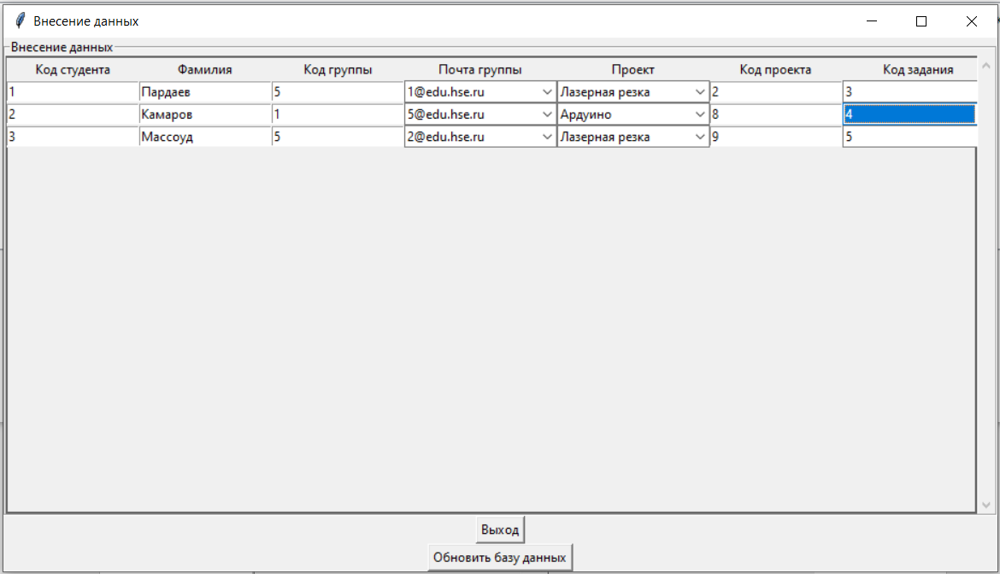 Внесение данных
Внесение данных
Код студента Фамилия Код группы Почта группы Проект Код проекта Код задания
1 Пардаев 5 1@edu.hse.ru Лазерная резка 2 3
2 Камаров 1 5@edu.hse.ru Ардуино 8 4
3 Массоуд 5 2@edu.hse.ru Лазерная резка 9 5
Выход
Обновить базу данных